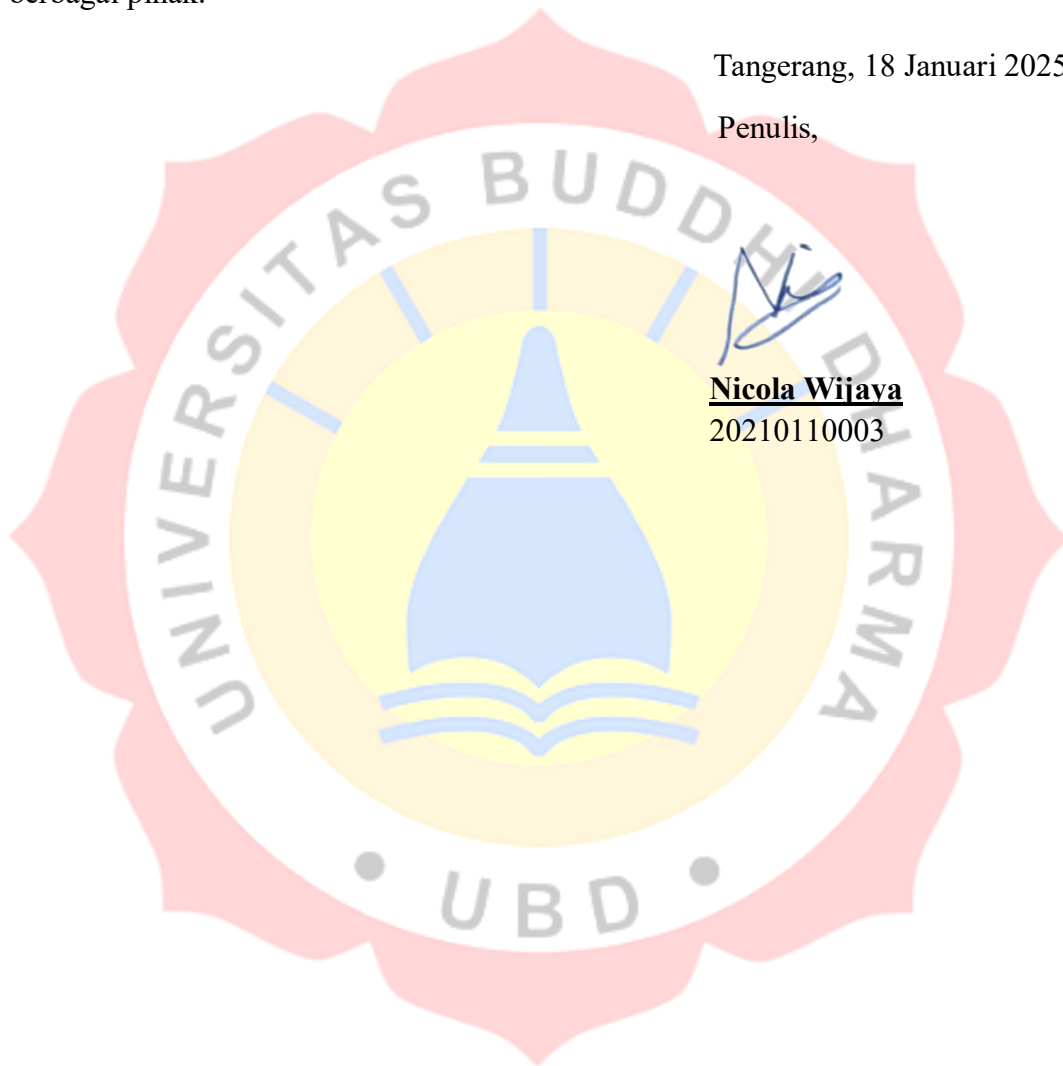 berbagai pihak.
Tangerang, 18 Januari 2025
Penulis,
UNIVERSITAS BUDDHI DHARMA
Nicola Wijaya
20210110003
• UBD •